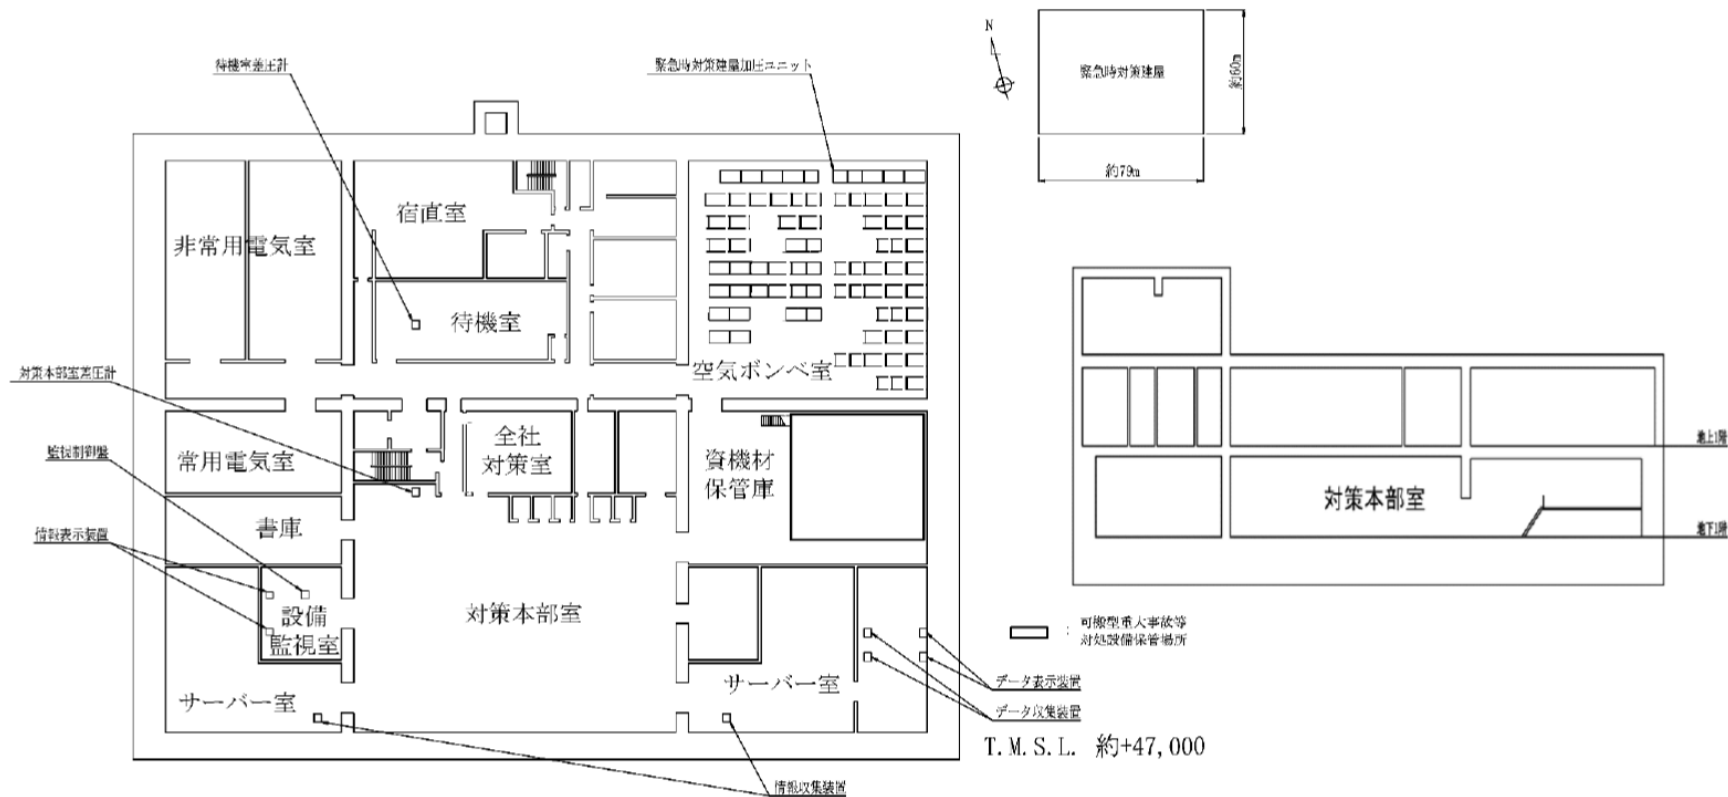 待機室差圧計
緊急時対策建屋加圧ユニット
N
緊急時対策建屋
約60m
約79m
宿直室
非常用電気室
待機室
対策本部室差圧計
空気ボンベ室
監視制御盤
常用電気室
全社
対策室
資機材
保管庫
地上1階
対策本部室
地下1階
情報表示装置
書庫
設備
監視室
対策本部室
可搬型重大事故等
対処設備保管場所
サーバー室
サーバー室
データ表示装置
データ収集装置
T.M.S.L. 約+47,000
情報収集装置